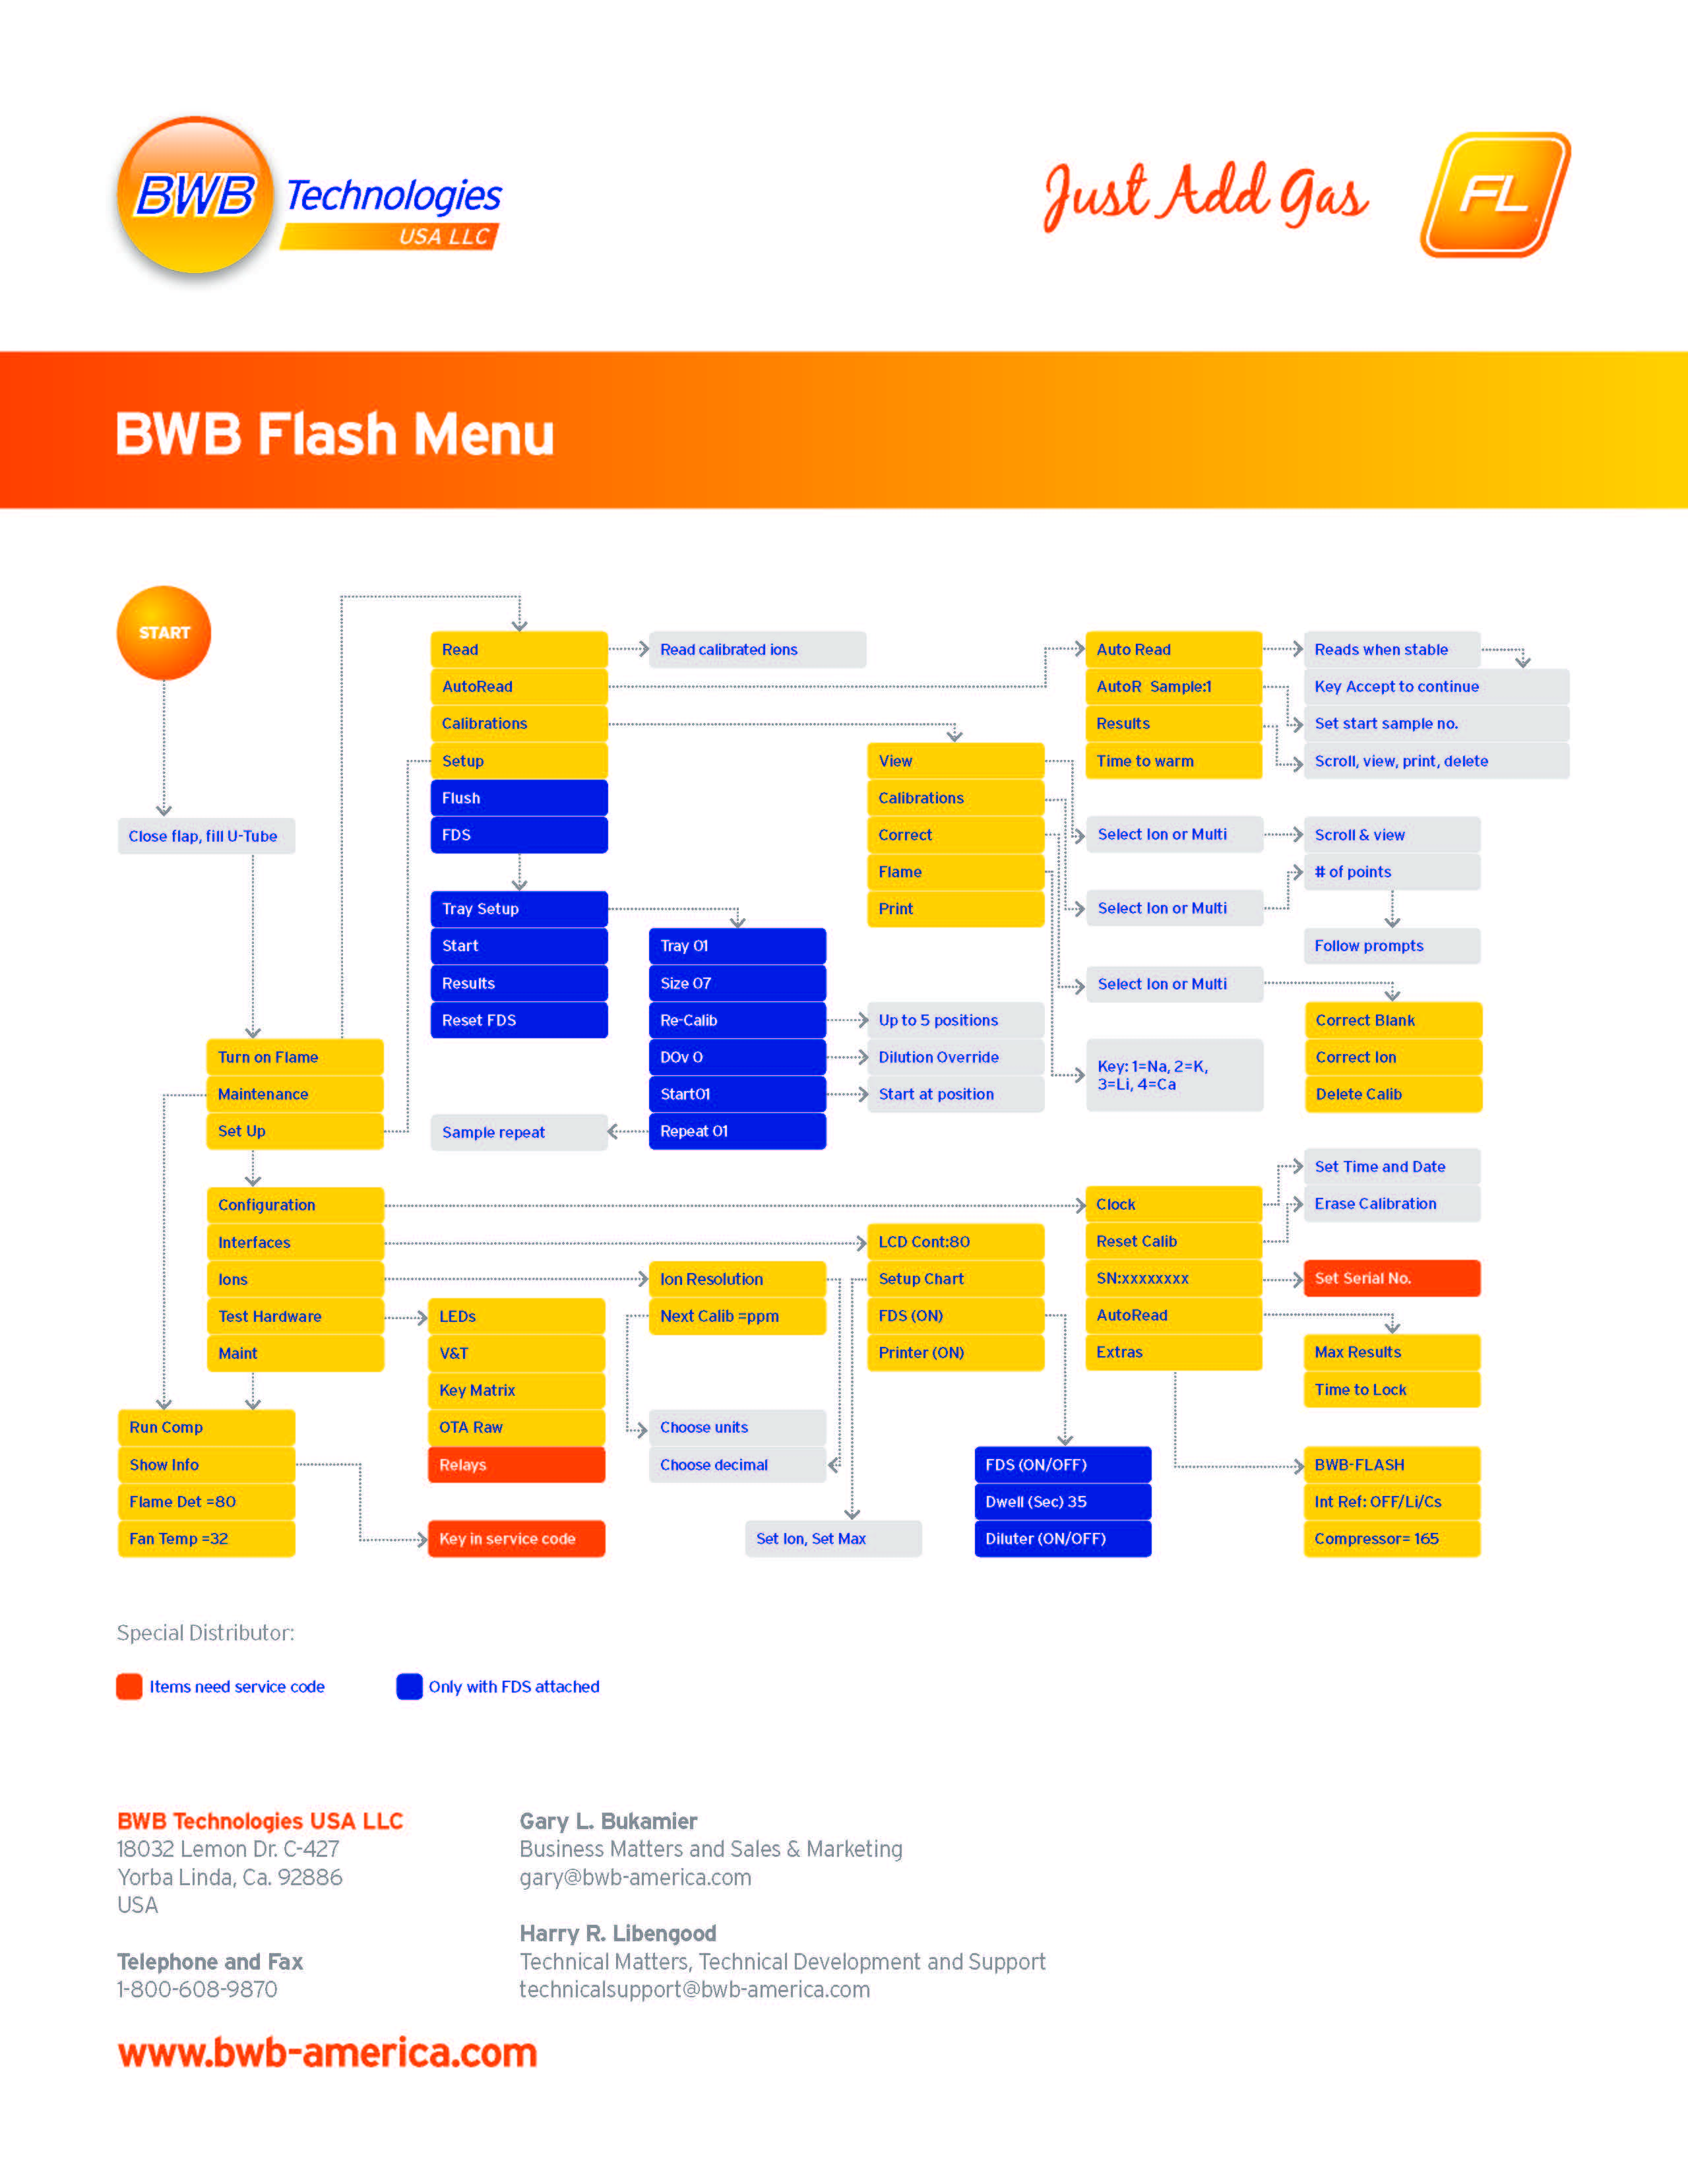 BWB Technologies
USA LLC
Just Add Gas
FL
BWB Flash Menu
START
Close flap, fill U-Tube
Turn on Flame
Maintenance
Set Up
Read
AutoRead
Calibrations
Setup
Flush
FDS
Read calibrated ions
Auto Read
AutoR Sample:1
Results
Time to warm
Reads when stable
Key Accept to continue
Set start sample no.
Scroll, view, print, delete
View
Calibrations
Correct
Flame
Print
Select Ion or Multi
Scroll & view
# of points
Select Ion or Multi
Follow prompts
Select Ion or Multi
Correct Blank
Correct Ion
Delete Calib
Key: 1=Na, 2=K,
3=Li, 4=Ca
Tray Setup
Start
Results
Reset FDS
Tray 01
Size 07
Re-Calib
DOv 0
Start01
Repeat 01
Up to 5 positions
Dilution Override
Start at position
Sample repeat
Configuration
Interfaces
Ions
Test Hardware
Maint
Clock
Reset Calib
SN:xxxxxxxx
AutoRead
Extras
Set Time and Date
Erase Calibration
Set Serial No.
Max Results
Time to Lock
BWB-FLASH
Int Ref: OFF/Li/Cs
Compressor= 165
LCD Cont:80
Setup Chart
FDS (ON)
Printer (ON)
Ion Resolution
Next Calib =ppm
Choose units
Choose decimal
Set Ion, Set Max
FDS (ON/OFF)
Dwell (Sec) 35
Diluter (ON/OFF)
LEDs
V&T
Key Matrix
OTA Raw
Relays
Run Comp
Show Info
Flame Det =80
Fan Temp =32
Key in service code
Special Distributor:
Items need service code
Only with FDS attached
BWB Technologies USA LLC
18032 Lemon Dr. C-427
Yorba Linda, Ca. 92886
USA
Telephone and Fax
1-800-608-9870
Gary L. Bukamier
Business Matters and Sales & Marketing
gary@bwb-america.com
Harry R. Libengood
Technical Matters, Technical Development and Support
technicalsupport@bwb-america.com
www.bwb-america.com